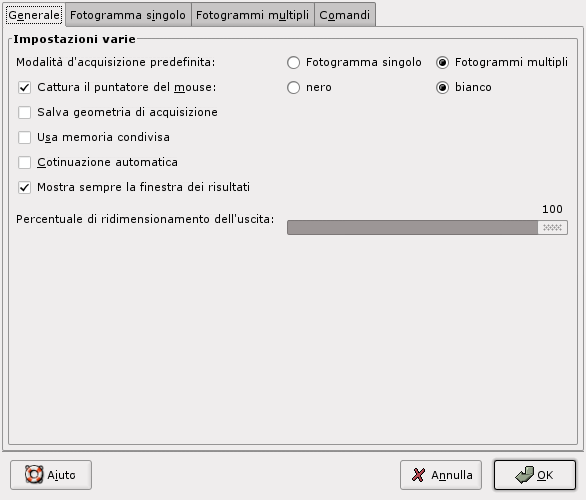 Generale Fotogramma singolo Fotogrammi multipli Comandi
Impostazioni varie
Modalità d'acquisizione predefinita: Fotogramma singolo Fotogrammi multipli
Cattura il puntatore del mouse: nero bianco
Salva geometria di acquisizione
Usa memoria condivisa
Cotinuazione automatica
Mostra sempre la finestra dei risultati
100
Percentuale di ridimensionamento dell'uscita:
Aiuto Annulla OK